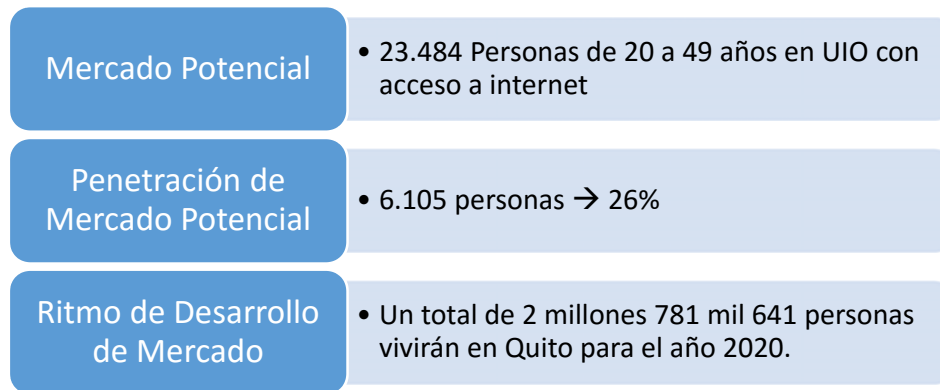 Mercado Potencial
• 23.484 Personas de 20 a 49 años en UIO con
acceso a internet
Penetración de
Mercado Potencial
• 6.105 personas → 26%
Ritmo de Desarrollo
de Mercado
• Un total de 2 millones 781 mil 641 personas
vivirán en Quito para el año 2020.